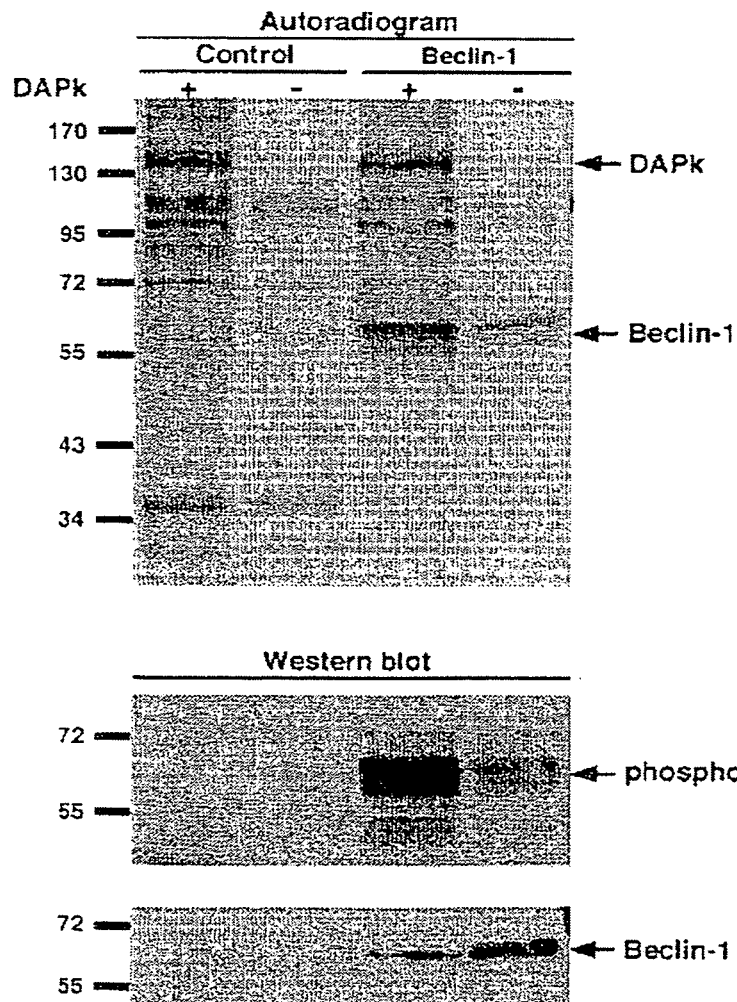 Autoradiogram
Control Beclin-1
DAPk + - + -
170
130
95
72
55
43
34
DAPk
Beclin-1
Western blot
72
55
phospho
72
55
Beclin-1